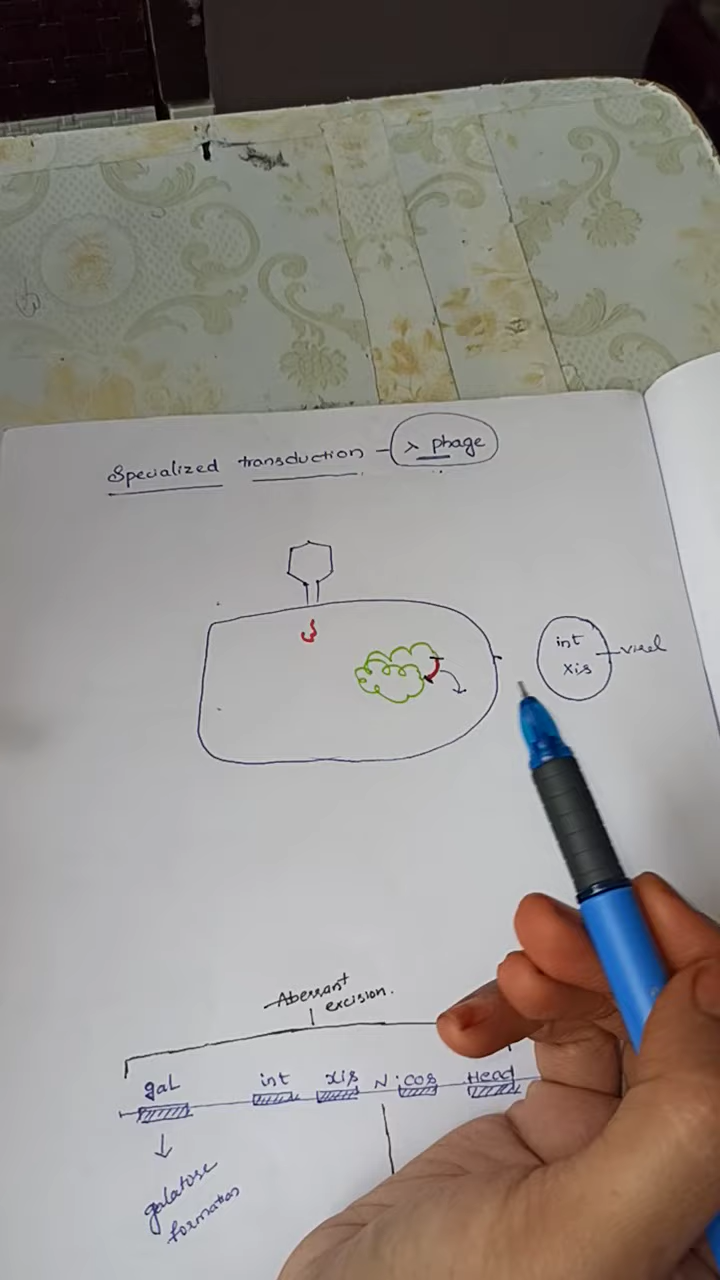 Specialized transduction - λ phage
int
xis
viral
Aberrant
excision.
gal int xis N cos Head
galatose
formation